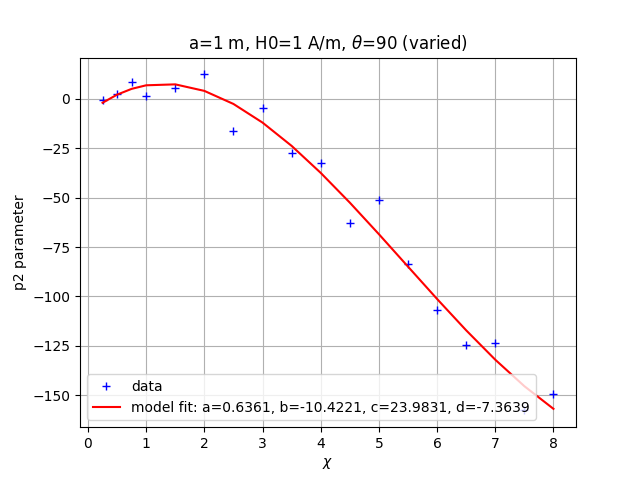 a=1 m, H0=1 A/m, θ=90 (varied)
p2 parameter
0
−25
−50
−75
−100
−125
−150
data
model fit: a=0.6361, b=-10.4221, c=23.9831, d=-7.3639
0 1 2 3 4 5 6 7 8
χ